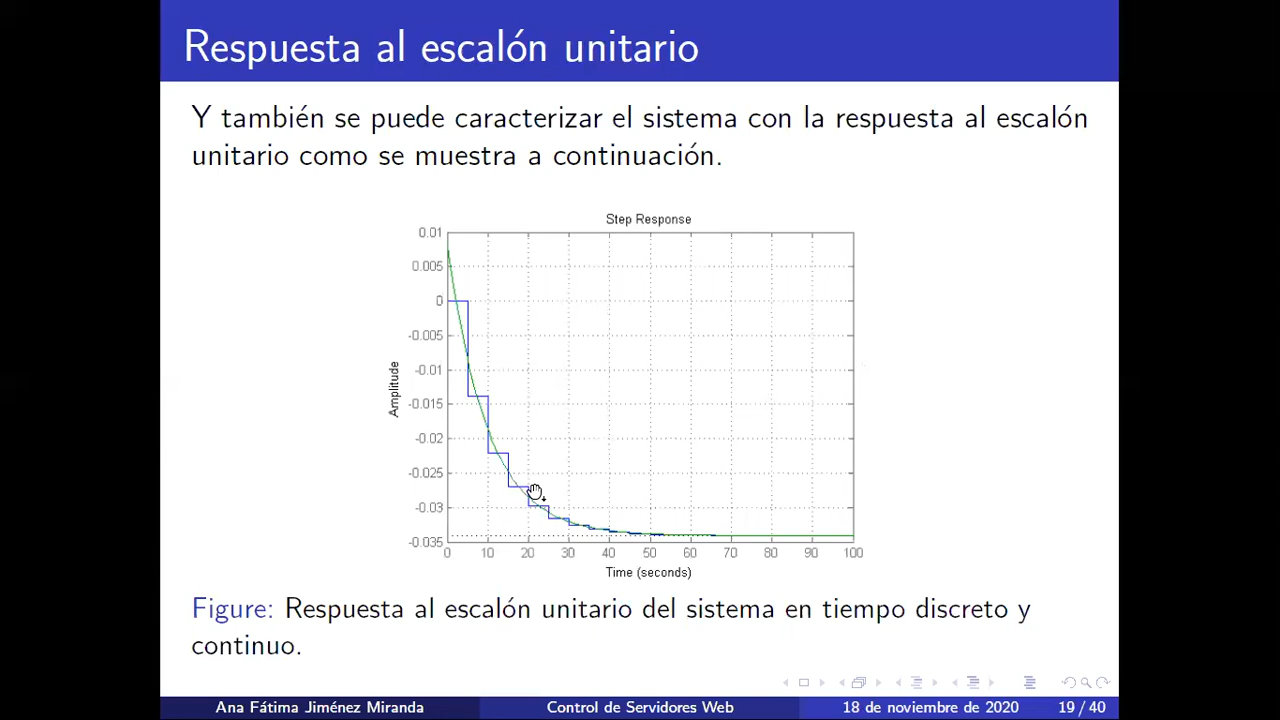 Respuesta al escalón unitario
Y también se puede caracterizar el sistema con la respuesta al escalón
unitario como se muestra a continuación.
Step Response
0.01
0.005
0
-0.005
-0.01
-0.015
-0.02
-0.025
-0.03
-0.035
Amplitude
0 10 20 30 40 50 60 70 80 90 100
Time (seconds)
Figure: Respuesta al escalón unitario del sistema en tiempo discreto y
continuo.
Ana Fátima Jiménez Miranda Control de Servidores Web 18 de noviembre de 2020 19 / 40